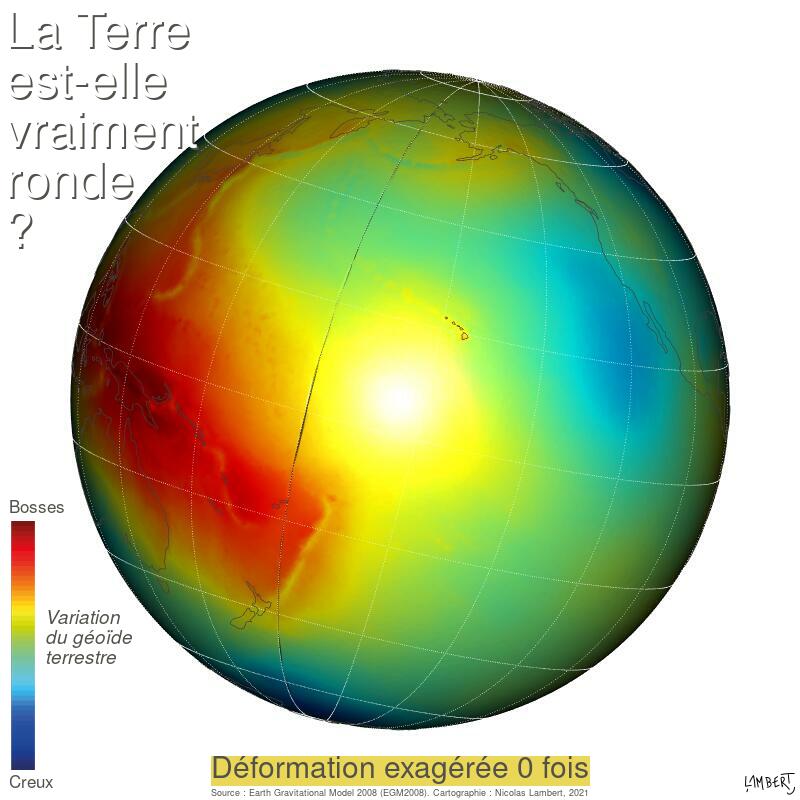 La Terre
est-elle
vraiment
ronde
?
Bosses
Variation
du géoïde
terrestre
Creux
Déformation exagérée 0 fois
Source : Earth Gravitational Model 2008 (EGM2008). Cartographie : Nicolas Lambert, 2021
LAMBERT